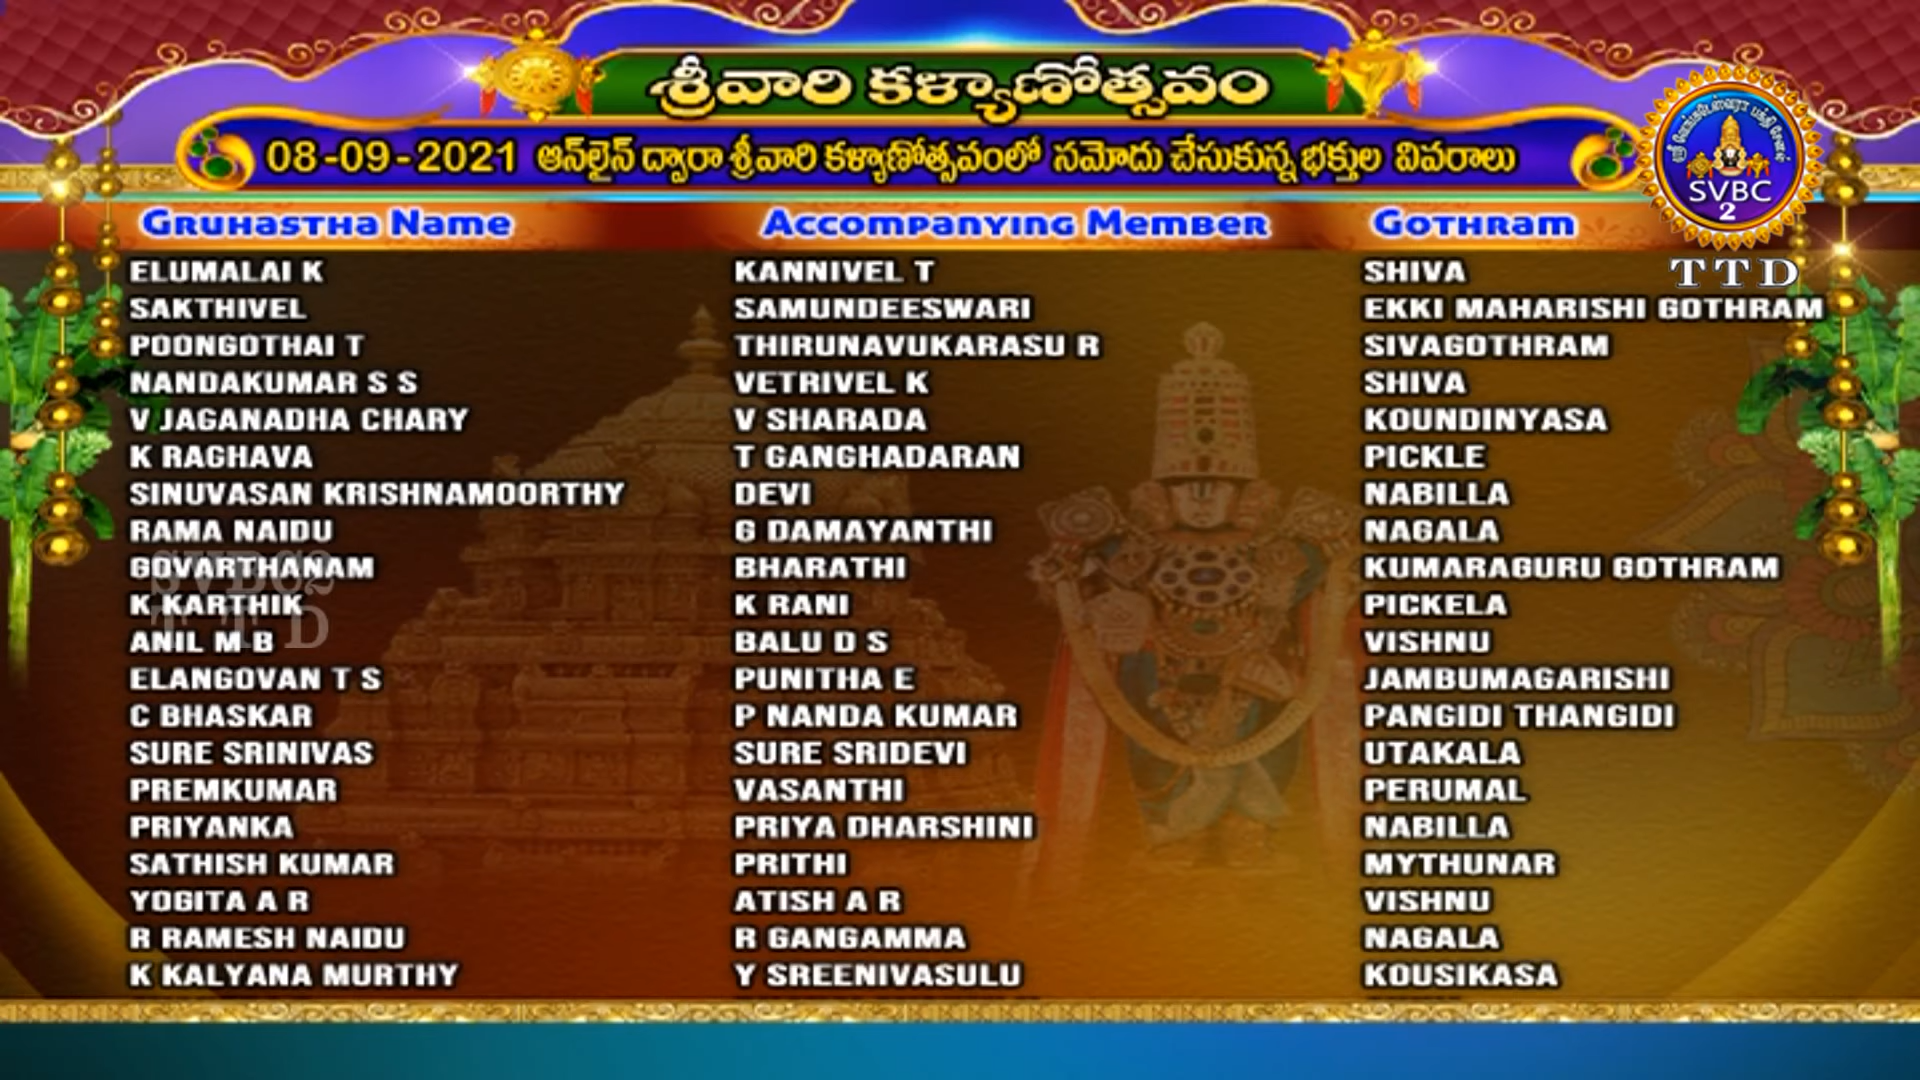 శ్రీవారి కళ్యాణోత్సవం
08-09-2021 ఆన్‌లైన్ ద్వారా శ్రీవారి కళ్యాణోత్సవంలో నమోదు చేసుకున్న భక్తుల వివరాలు
SVBC
2
TTD
Gruhastha Name Accompanying Member Gothram
ELUMALAI K KANNIVEL T SHIVA
SAKTHIVEL SAMUNDEESWARI EKKI MAHARISHI GOTHRAM
POONGOTHAI T THIRUNAVUKARASU R SIVAGOTHRAM
NANDAKUMAR S S VETRIVEL K SHIVA
V JAGANADHA CHARY V SHARADA KOUNDINYASA
K RAGHAVA T GANGHADARAN PICKLE
SINUVASAN KRISHNAMOORTHY DEVI NABILLA
RAMA NAIDU G DAMAYANTHI NAGALA
GOVARTHANAM BHARATHI KUMARAGURU GOTHRAM
K KARTHIK K RANI PICKELA
ANIL M B BALU D S VISHNU
ELANGOVAN T S PUNITHA E JAMBUMAGARISHI
C BHASKAR P NANDA KUMAR PANGIDI THANGIDI
SURE SRINIVAS SURE SRIDEVI UTAKALA
PREMKUMAR VASANTHI PERUMAL
PRIYANKA PRIYA DHARSHINI NABILLA
SATHISH KUMAR PRITHI MYTHUNAR
YOGITA A R ATISH A R VISHNU
R RAMESH NAIDU R GANGAMMA NAGALA
K KALYANA MURTHY Y SREENIVASULU KOUSIKASA
SVBC2
TTD